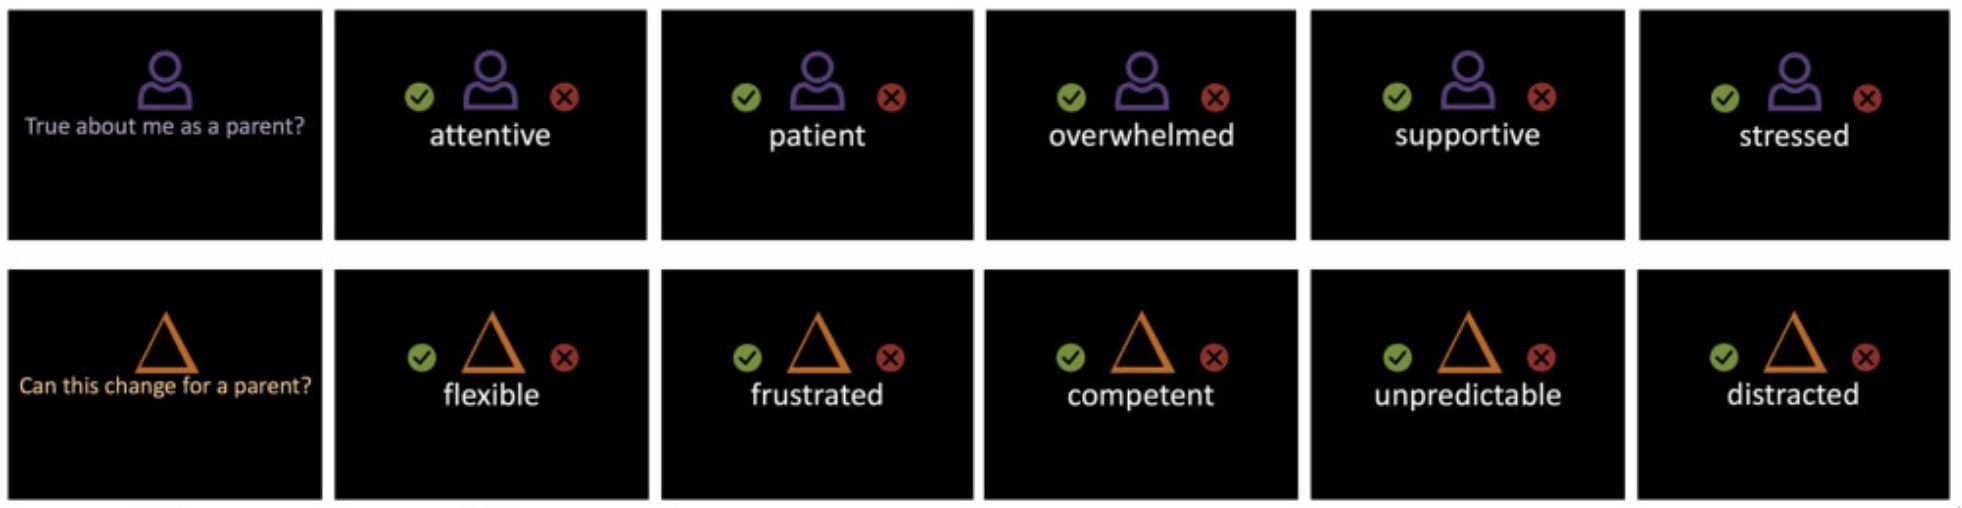 True about me as a parent?
attentive
patient
overwhelmed
supportive
stressed
Can this change for a parent?
flexible
frustrated
competent
unpredictable
distracted